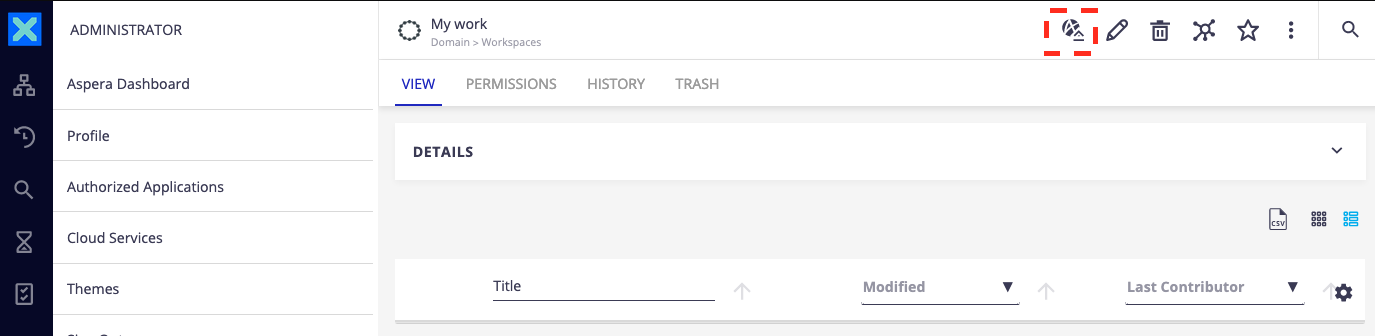 ADMINISTRATOR
Aspera Dashboard
Profile
Authorized Applications
Cloud Services
Themes
My work
Domain > Workspaces
VIEW PERMISSIONS HISTORY TRASH
DETAILS
CSV
Title Modified Last Contributor